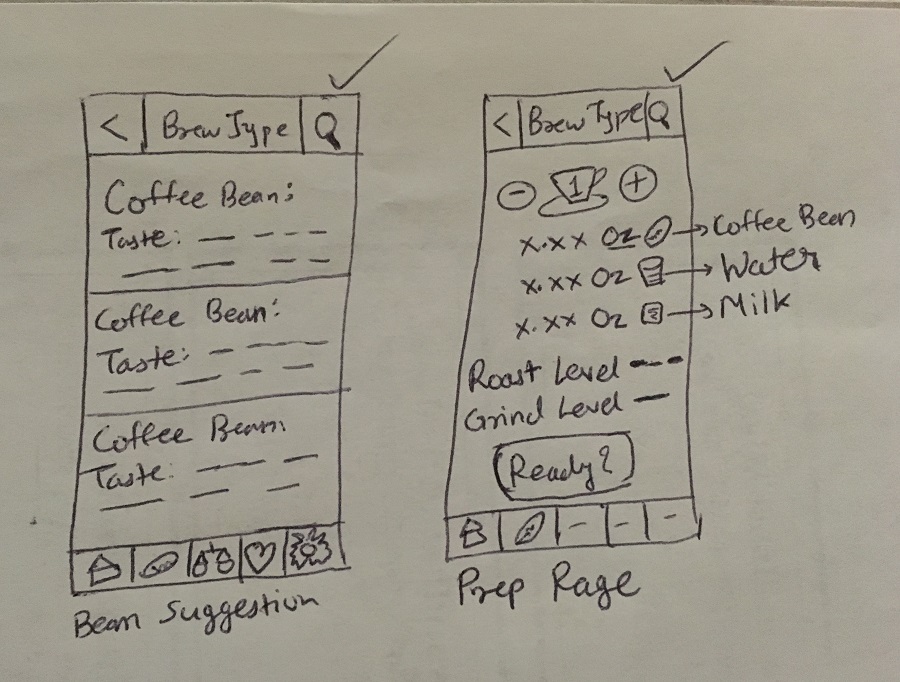 < Brew Type
Coffee Bean:
Taste:
Coffee Bean:
Taste:
Coffee Bean:
Taste:
Bean Suggestion
< Brew Type
- 1 +
x.xx Oz → Coffee Bean
x.xx Oz → Water
x.xx Oz → Milk
Roast Level
Grind Level
Ready?
Prep Page